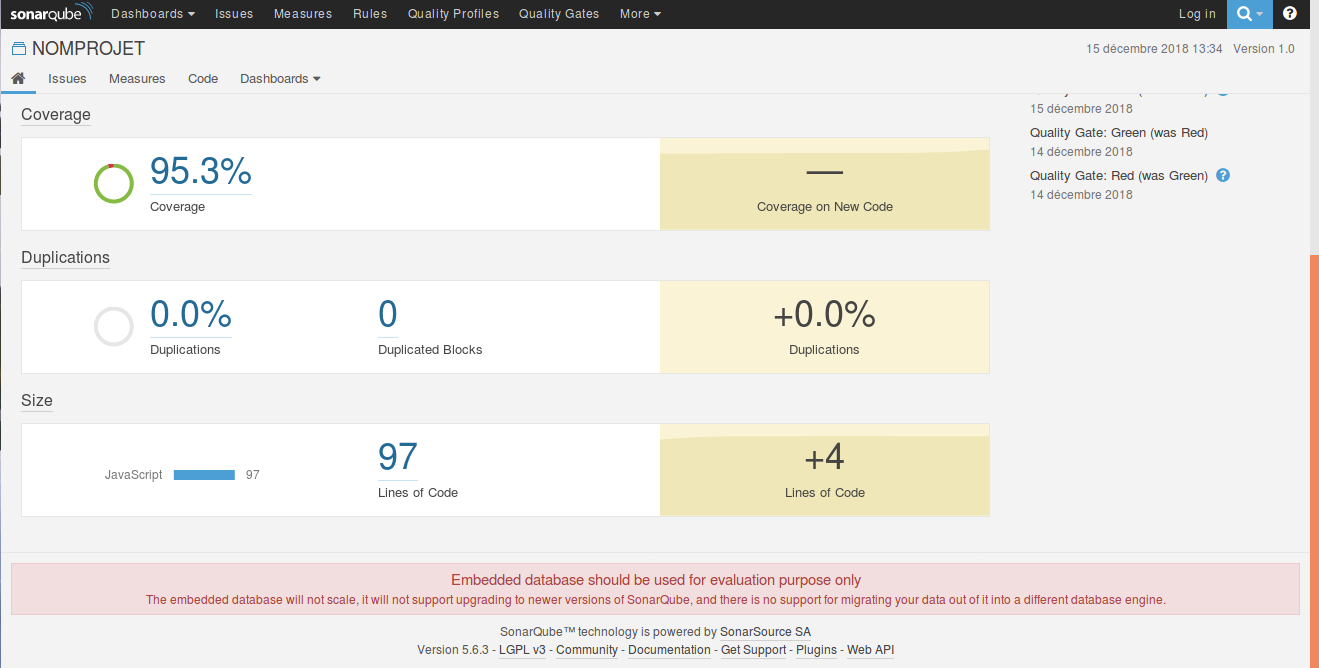 sonarqube Dashboards Issues Measures Rules Quality Profiles Quality Gates More Log in
NOMPROJET 15 décembre 2018 13:34 Version 1.0
Issues Measures Code Dashboards
Coverage
95.3%
Coverage
—
Coverage on New Code
15 décembre 2018
Quality Gate: Green (was Red)
14 décembre 2018
Quality Gate: Red (was Green) ?
14 décembre 2018
Duplications
0.0%
Duplications
0
Duplicated Blocks
+0.0%
Duplications
Size
JavaScript 97
97
Lines of Code
+4
Lines of Code
Embedded database should be used for evaluation purpose only
The embedded database will not scale, it will not support upgrading to newer versions of SonarQube, and there is no support for migrating your data out of it into a different database engine.
SonarQube™ technology is powered by SonarSource SA
Version 5.6.3 - LGPL v3 - Community - Documentation - Get Support - Plugins - Web API